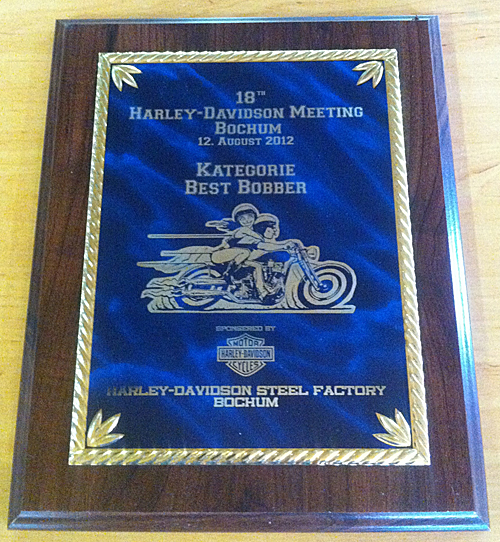 18TH
HARLEY-DAVIDSON MEETING
BOCHUM
12. AUGUST 2012
KATEGORIE
BEST BOBBER
SPONSERED BY
MOTOR
HARLEY-DAVIDSON
CYCLES
HARLEY-DAVIDSON STEEL FACTORY
BOCHUM